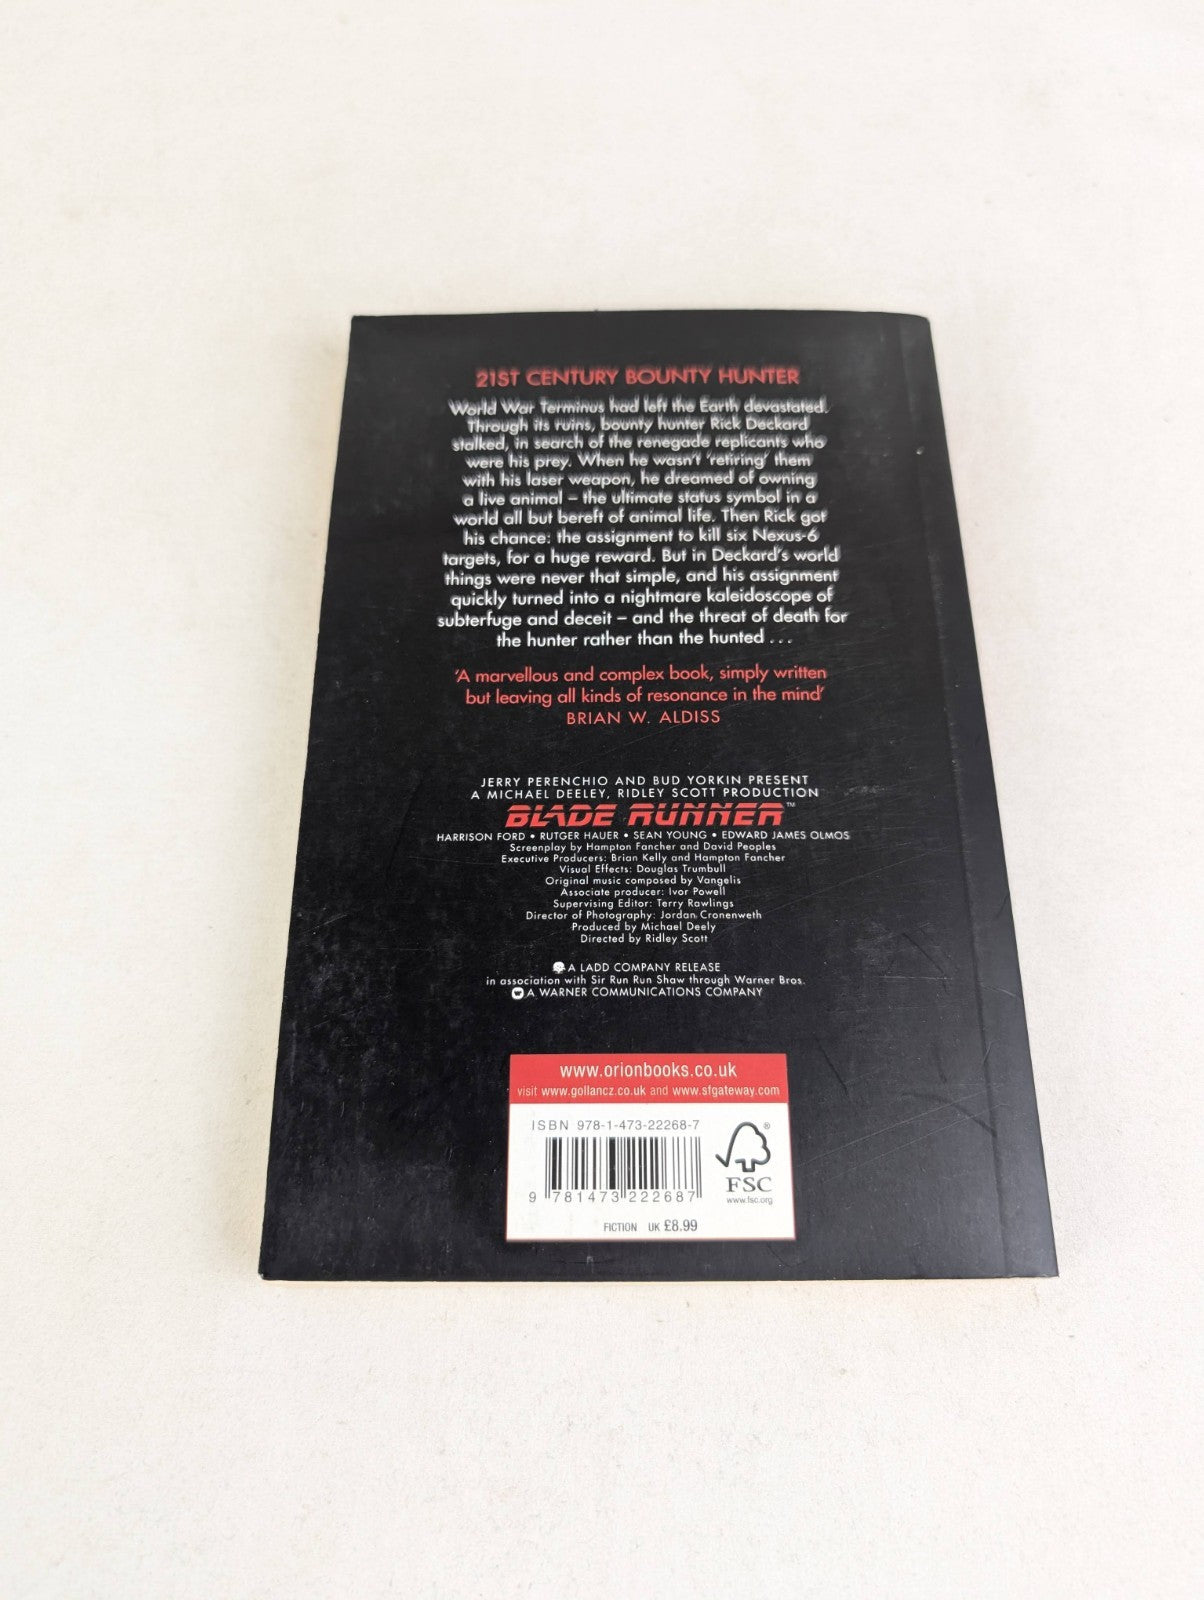 21ST CENTURY BOUNTY HUNTER
World War Terminus had left the Earth devastated.
Through its ruins, bounty hunter Rick Deckard
stalked, in search of the renegade replicants who
were his prey. When he wasn't 'retiring' them
with his laser weapon, he dreamed of owning
a live animal – the ultimate status symbol in a
world all but bereft of animal life. Then Rick got
his chance: the assignment to kill six Nexus-6
targets, for a huge reward. But in Deckard's world
things were never that simple, and his assignment
quickly turned into a nightmare kaleidoscope of
subterfuge and deceit – and the threat of death for
the hunter rather than the hunted . . .
'A marvellous and complex book, simply written
but leaving all kinds of resonance in the mind'
BRIAN W. ALDISS
JERRY PERENCHIO AND BUD YORKIN PRESENT
A MICHAEL DEELEY, RIDLEY SCOTT PRODUCTION
BLADE RUNNER™
HARRISON FORD • RUTGER HAUER • SEAN YOUNG • EDWARD JAMES OLMOS
Screenplay by Hampton Fancher and David Peoples
Executive Producers: Brian Kelly and Hampton Fancher
Visual Effects: Douglas Trumbull
Original music composed by Vangelis
Associate producer: Ivor Powell
Supervising Editor: Terry Rawlings
Director of Photography: Jordan Cronenweth
Produced by Michael Deely
Directed by Ridley Scott
A LADD COMPANY RELEASE
in association with Sir Run Run Shaw through Warner Bros.
A WARNER COMMUNICATIONS COMPANY
www.orionbooks.co.uk
visit www.gollancz.co.uk and www.sfgateway.com
ISBN 978-1-473-22268-7
9 781473 222687
FSC®
www.fsc.org
FICTION UK £8.99